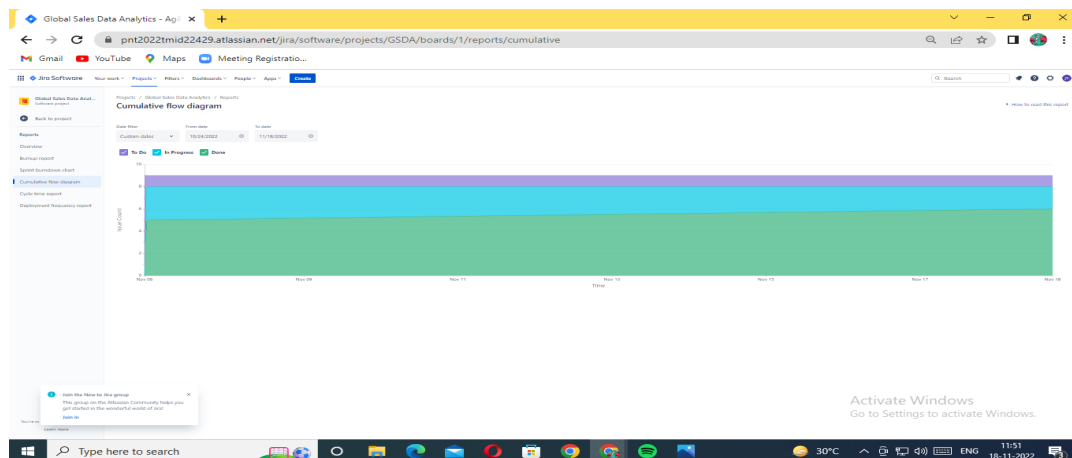 Global Sales Data Analytics - Agil
pnt2022tmid22429.atlassian.net/jira/software/projects/GSDA/boards/1/reports/cumulative
Gmail YouTube Maps Meeting Registratio...
Jira Software Your work Projects Filters Dashboards People Apps Create Search
Global Sales Data Anal...
Software project
Back to project
Reports
Overview
Burnup report
Sprint burndown chart
Cumulative flow diagram
Cycle time report
Deployment frequency report
Projects / Global Sales Data Analytics / Reports
Cumulative flow diagram
How to read this report
Date filter From date To date
Custom dates 10/24/2022 11/18/2022
To Do In Progress Done
10
8
6
4
2
0
Issue Count
Nov 09 Nov 11 Nov 13 Nov 15 Nov 17 Nov 18
Time
Join the New to Jira group
This group on the Atlassian Community helps you
get started in the wonderful world of Jira!
Join in
Learn more
Activate Windows
Go to Settings to activate Windows.
Type here to search
30°C ENG
11:51
18-11-2022